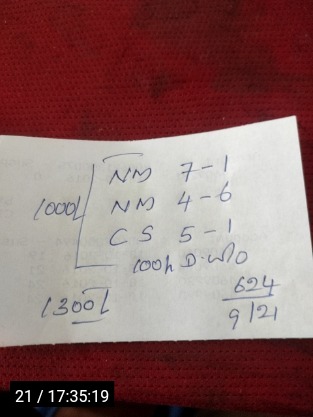 NM 7-1
1000L NM 4-6
CS 5-1
100h D.W/O
1300L
624
9/21
21 / 17:35:19